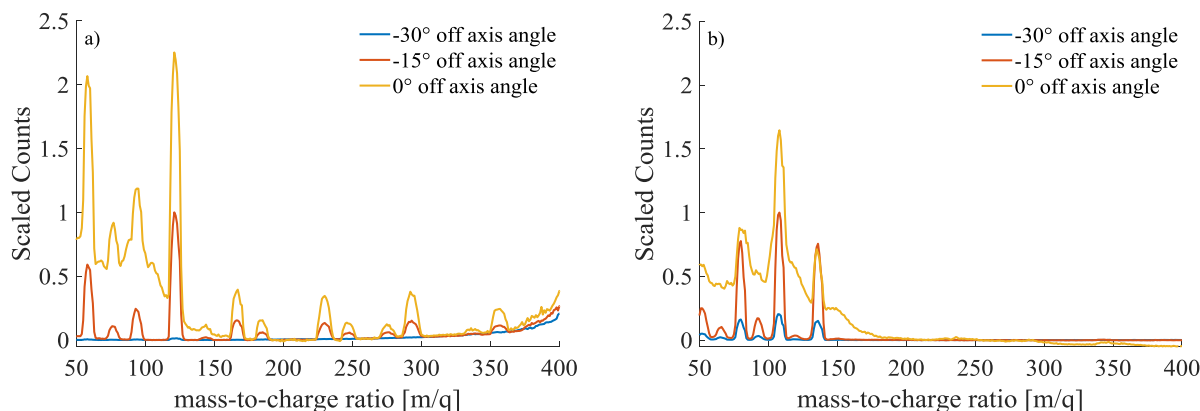 a)
-30° off axis angle
-15° off axis angle
0° off axis angle
Scaled Counts
2.5
2
1.5
1
0.5
0
50 100 150 200 250 300 350 400
mass-to-charge ratio [m/q]
b)
-30° off axis angle
-15° off axis angle
0° off axis angle
Scaled Counts
2.5
2
1.5
1
0.5
0
50 100 150 200 250 300 350 400
mass-to-charge ratio [m/q]